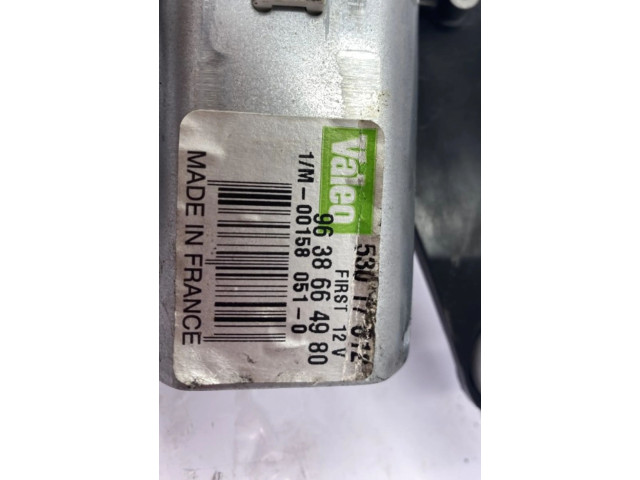 Valeo
530 17 512
FIRST 12 V
96 38 66 49 80
1/M-00158 051-0
MADE IN FRANCE